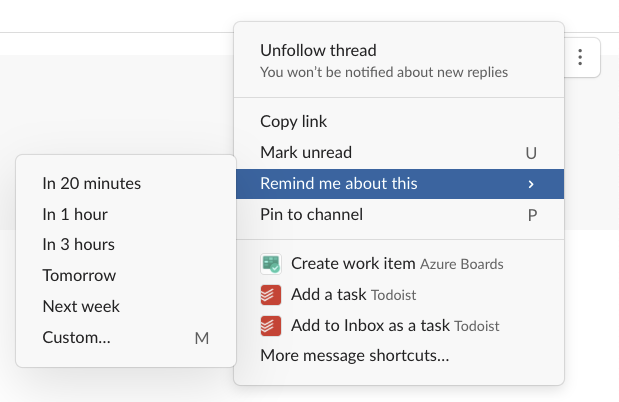 Unfollow thread
You won’t be notified about new replies
Copy link
Mark unread U
Remind me about this
Pin to channel P
Create work item Azure Boards
Add a task Todoist
Add to Inbox as a task Todoist
More message shortcuts...
In 20 minutes
In 1 hour
In 3 hours
Tomorrow
Next week
Custom... M